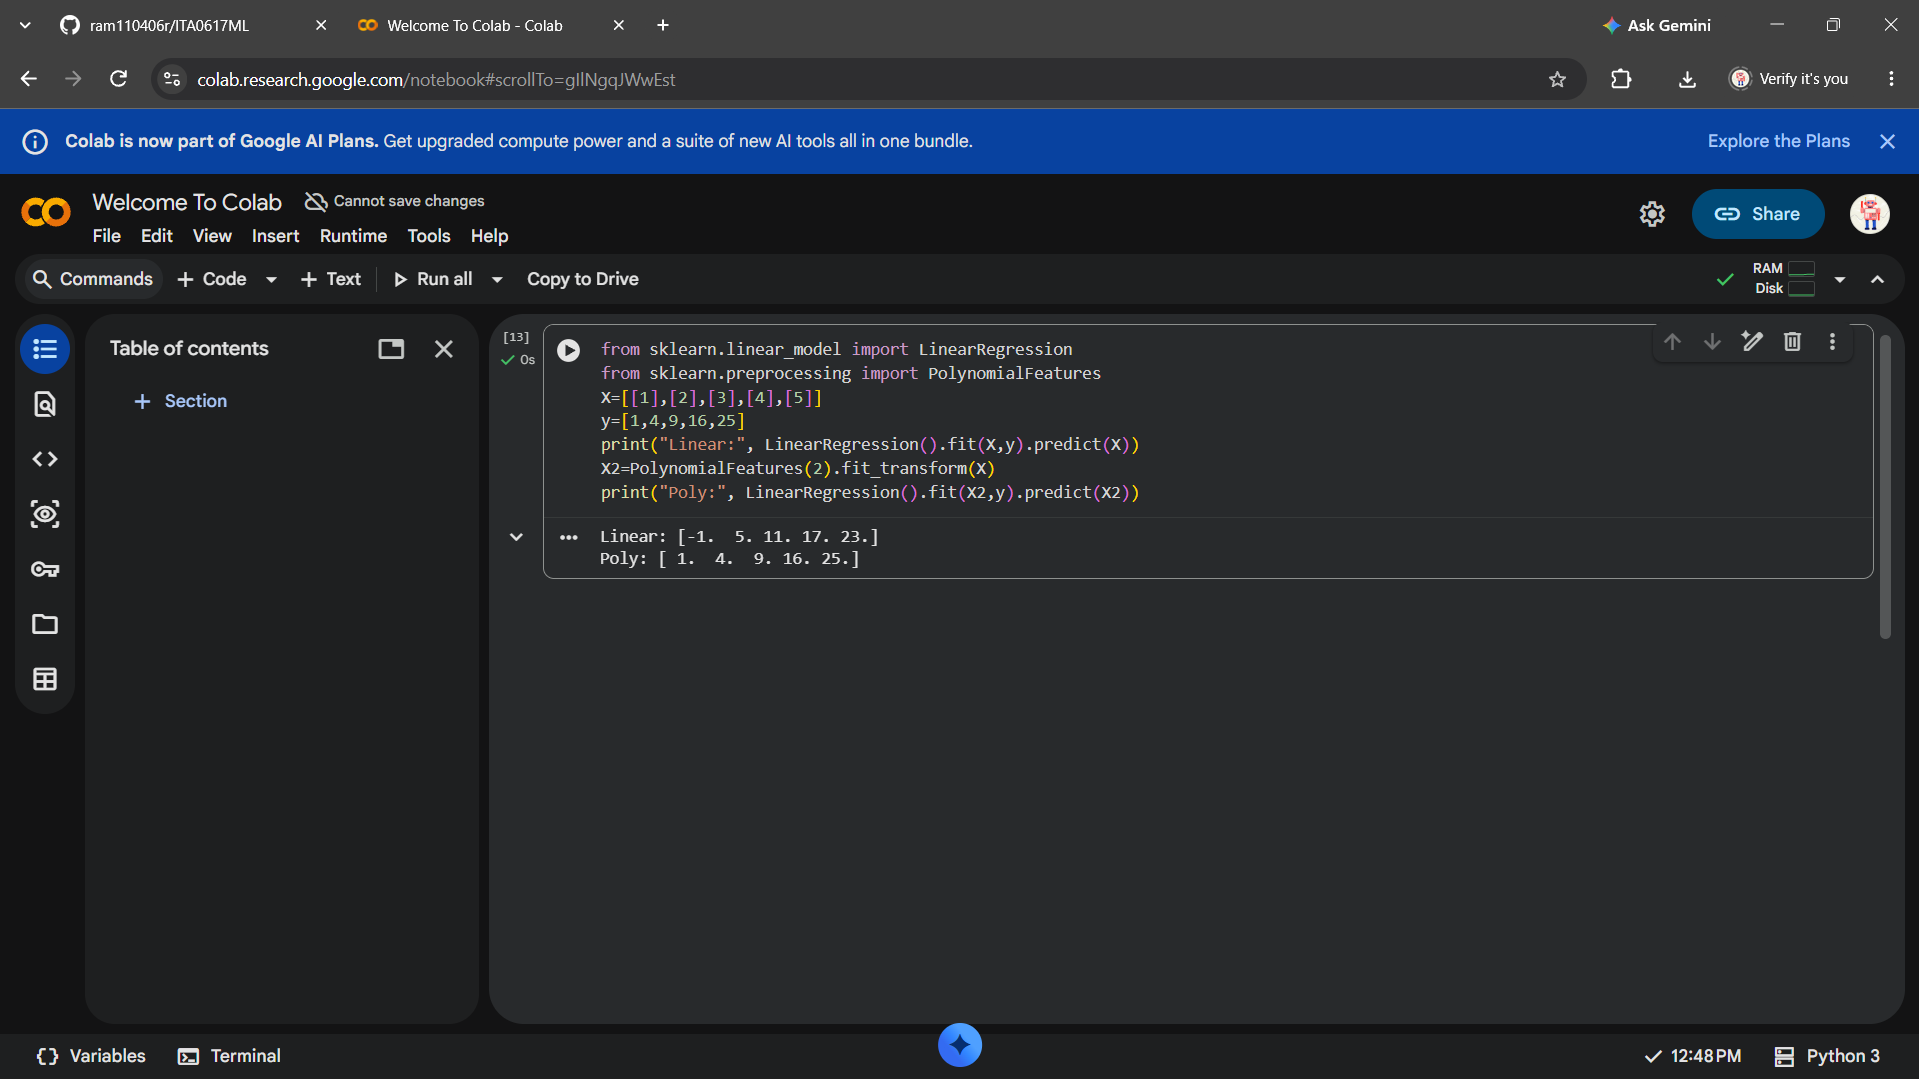 ram110406r/ITA0617ML
Welcome To Colab - Colab
Ask Gemini
colab.research.google.com/notebook#scrollTo=gIlNgqJWwEst
Verify it's you
Colab is now part of Google AI Plans. Get upgraded compute power and a suite of new AI tools all in one bundle.
Explore the Plans
Welcome To Colab
Cannot save changes
File Edit View Insert Runtime Tools Help
Share
Commands + Code + Text Run all Copy to Drive
RAM
Disk
Table of contents
+ Section
[13]
0s
from sklearn.linear_model import LinearRegression
from sklearn.preprocessing import PolynomialFeatures
X=[[1],[2],[3],[4],[5]]
y=[1,4,9,16,25]
print("Linear:", LinearRegression().fit(X,y).predict(X))
X2=PolynomialFeatures(2).fit_transform(X)
print("Poly:", LinearRegression().fit(X2,y).predict(X2))
Linear: [-1.  5. 11. 17. 23.]
Poly: [ 1.  4.  9. 16. 25.]
{} Variables
Terminal
12:48 PM
Python 3